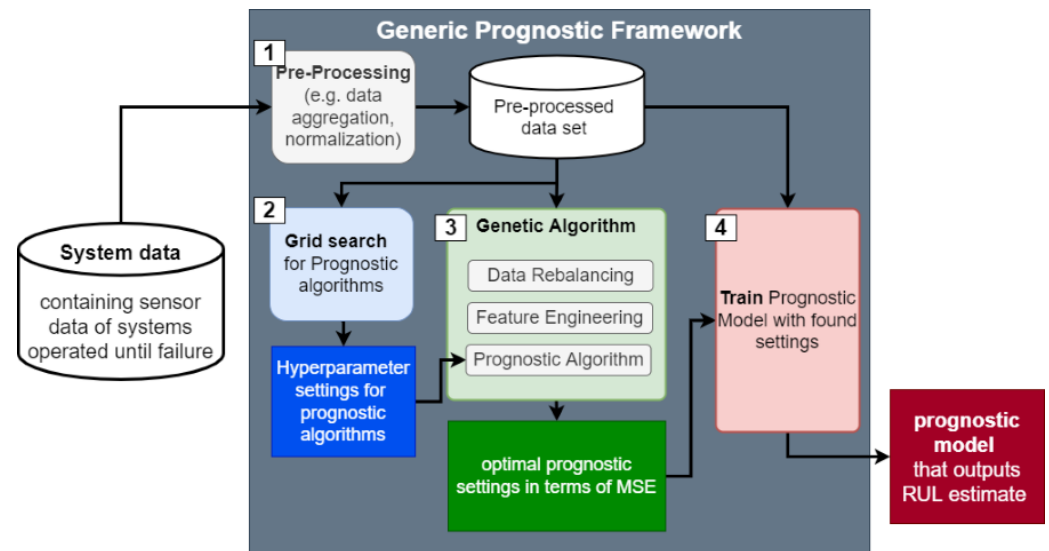 Generic Prognostic Framework
1
Pre-Processing
(e.g. data
aggregation,
normalization)
Pre-processed
data set
System data
containing sensor
data of systems
operated until failure
2
Grid search
for Prognostic
algorithms
Hyperparameter
settings for
prognostic
algorithms
3
Genetic Algorithm
Data Rebalancing
Feature Engineering
Prognostic Algorithm
optimal prognostic
settings in terms of MSE
4
Train Prognostic
Model with found
settings
prognostic
model
that outputs
RUL estimate